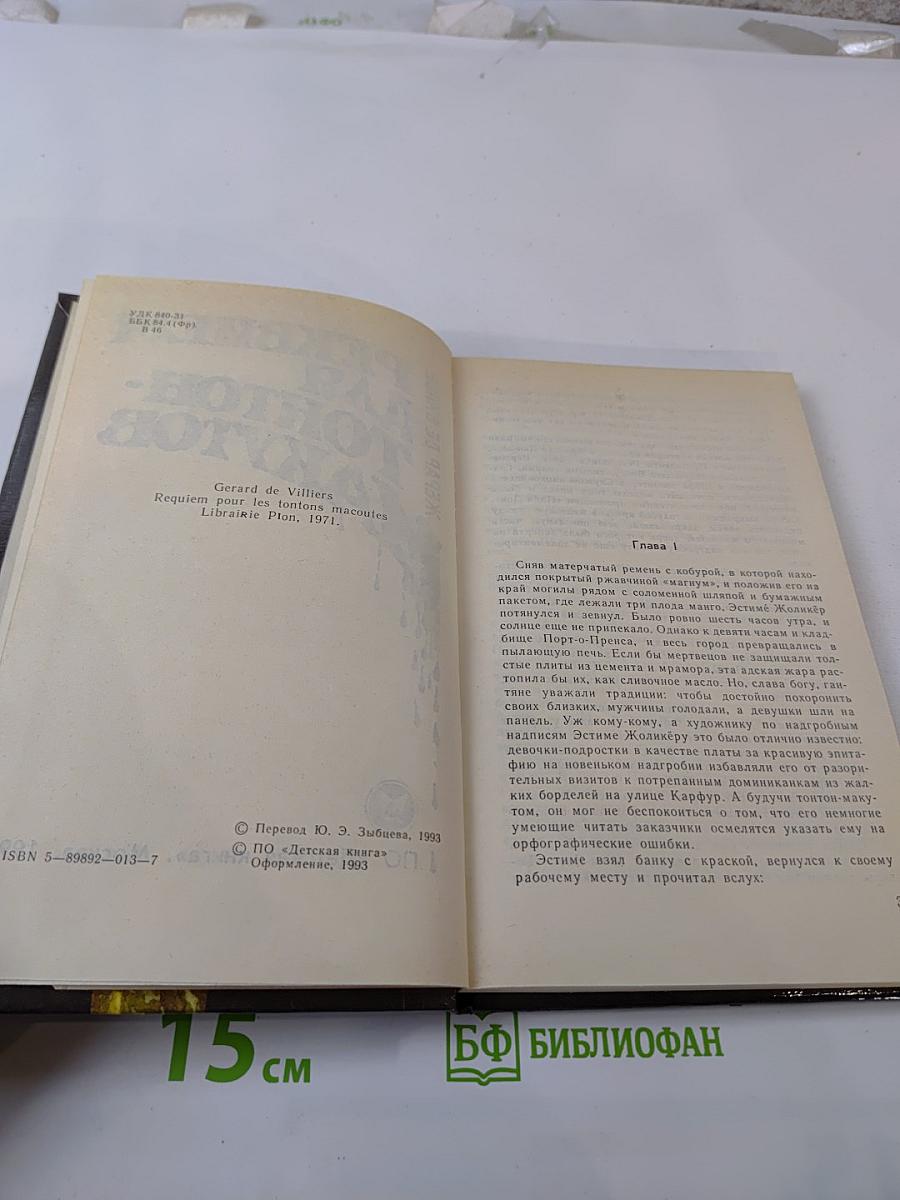 УДК 840-31
ББК 84.4 (Фр)
В 46
Gerard de Villiers
Requiem pour les tontons macoutes
Librairie Plon, 1971.
© Перевод Ю. Э. Зыбцева, 1993
© ПО «Детская книга»
Оформление, 1993
ISBN 5—89892—013—7
Глава I
Сняв матерчатый ремень с кобурой, в которой нахо-
дился покрытый ржавчиной «магнум», и положив его на
край могилы рядом с соломенной шляпой и бумажным
пакетом, где лежали три плода манго, Эстиме́ Жоликёр
потянулся и зевнул. Было ровно шесть часов утра, и
солнце еще не припекало. Однако к девяти часам и клад-
бище Порт-о-Пренса, и весь город превращались в
пылающую печь. Если бы мертвецов не защищали тол-
стые плиты из цемента и мрамора, эта адская жара рас-
топила бы их, как сливочное масло. Но, слава богу, гаи-
тяне уважали традиции: чтобы достойно похоронить
своих близких, мужчины голодали, а девушки шли на
панель. Уж кому-кому, а художнику по надгробным
надписям Эстиме Жоликёру это было отлично известно:
девочки-подростки в качестве платы за красивую эпита-
фию на новеньком надгробии избавляли его от разори-
тельных визитов к потрепанным доминиканкам из жал-
ких борделей на улице Карфур. А будучи тонтон-маку-
том, он мог не беспокоиться о том, что его немногие
умеющие читать заказчики осмелятся указать ему на
орфографические ошибки.
Эстиме взял банку с краской, вернулся к своему
рабочему месту и прочитал вслух:
3
15 см
БФ БИБЛИОФАН